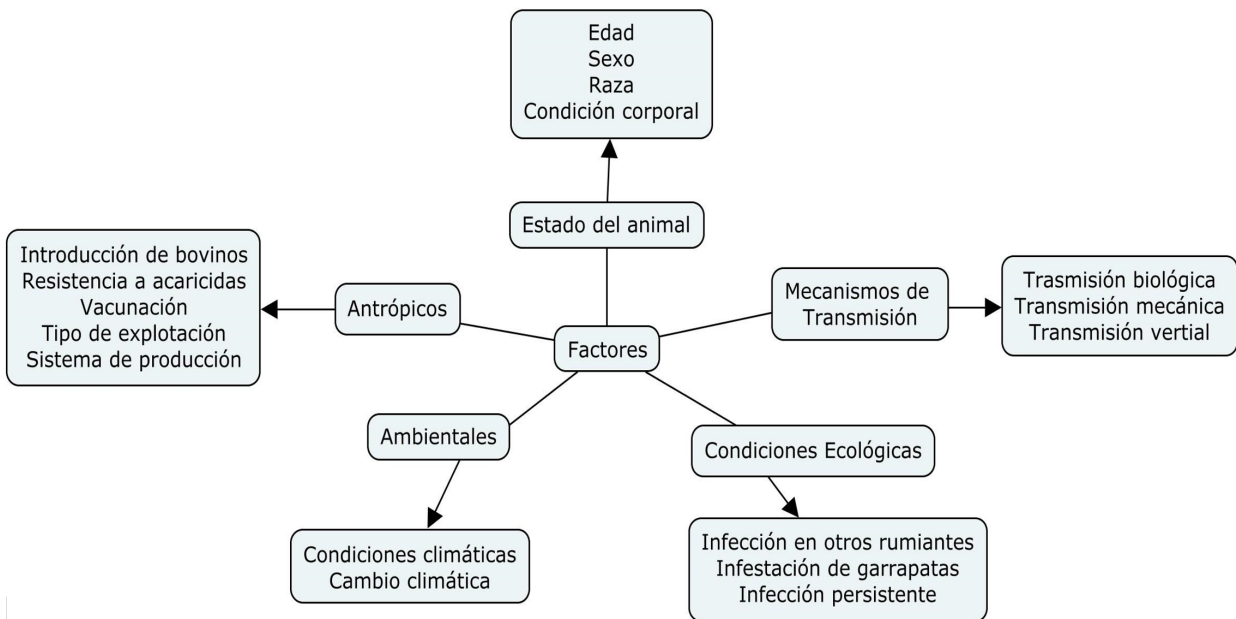 Edad
Sexo
Raza
Condición corporal
Estado del animal
Introducción de bovinos
Resistencia a acaricidas
Vacunación
Tipo de explotación
Sistema de producción
Antrópicos
Mecanismos de
Transmisión
Trasmisión biológica
Transmisión mecánica
Transmisión vertial
Factores
Ambientales
Condiciones Ecológicas
Condiciones climáticas
Cambio climática
Infección en otros rumiantes
Infestación de garrapatas
Infección persistente